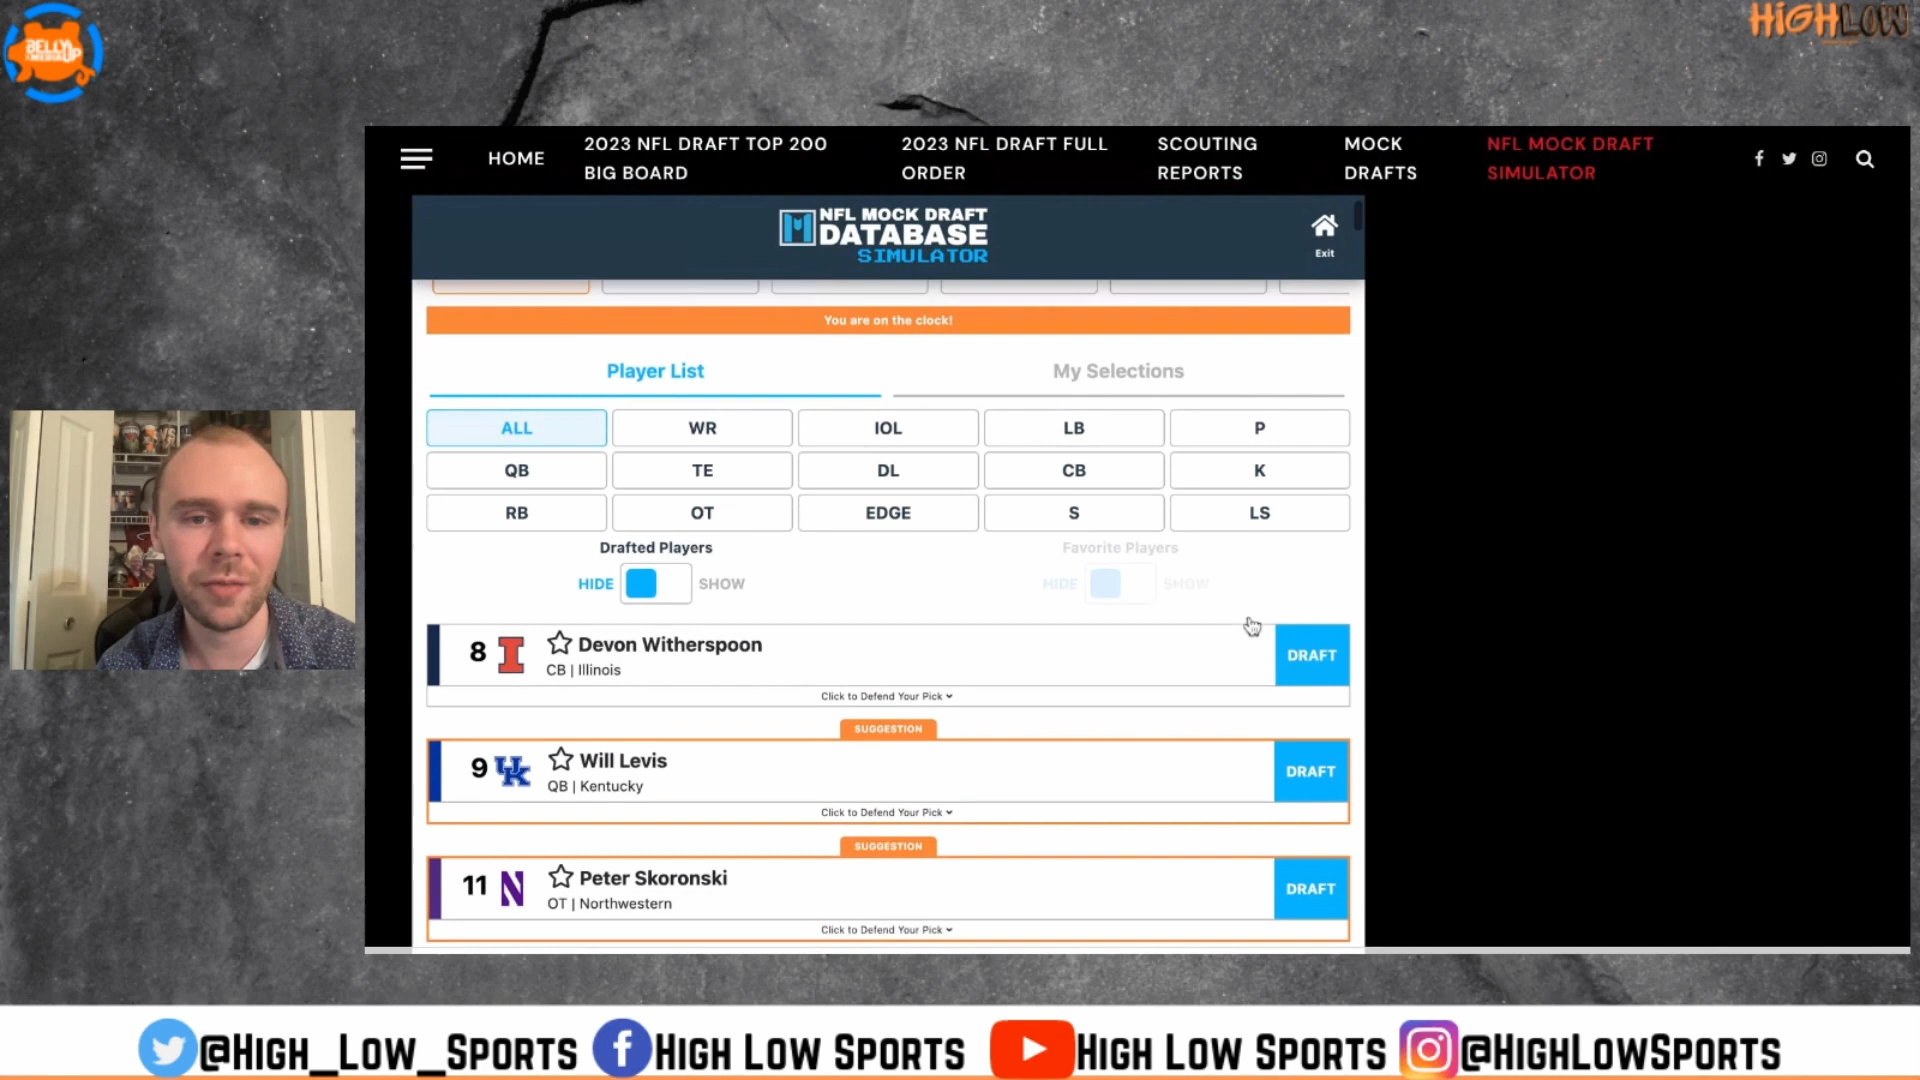 BELLY UP
MEDIA
HIGHLOW
HOME
2023 NFL DRAFT TOP 200
BIG BOARD
2023 NFL DRAFT FULL
ORDER
SCOUTING
REPORTS
MOCK
DRAFTS
NFL MOCK DRAFT
SIMULATOR
NFL MOCK DRAFT
DATABASE
SIMULATOR
Exit
You are on the clock!
Player List
My Selections
ALL
WR
IOL
LB
P
QB
TE
DL
CB
K
RB
OT
EDGE
S
LS
Drafted Players
HIDE
SHOW
Favorite Players
HIDE
SHOW
8
I
Devon Witherspoon
CB | Illinois
DRAFT
Click to Defend Your Pick
SUGGESTION
9
UK
Will Levis
QB | Kentucky
DRAFT
Click to Defend Your Pick
SUGGESTION
11
N
Peter Skoronski
OT | Northwestern
DRAFT
Click to Defend Your Pick
@HIGH_LOW_SPORTS
HIGH LOW SPORTS
HIGH LOW SPORTS
@HIGHLOWSPORTS